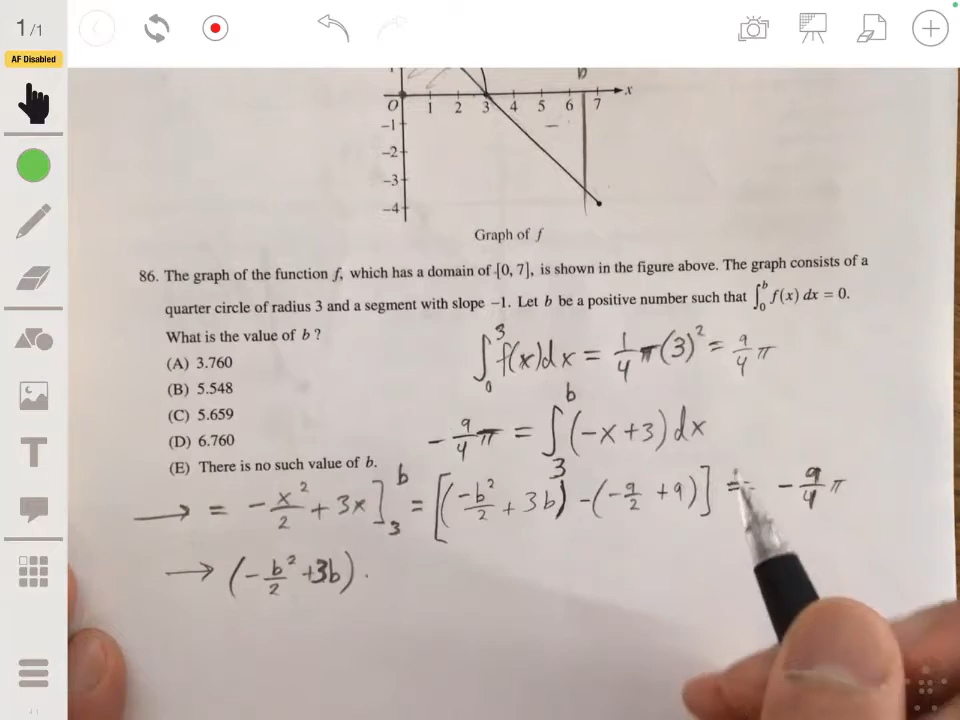 1/1
AF Disabled
b
O 1 2 3 4 5 6 7 x
-1
-2
-3
-4
Graph of f
86. The graph of the function f, which has a domain of [0, 7], is shown in the figure above. The graph consists of a
quarter circle of radius 3 and a segment with slope −1. Let b be a positive number such that ∫₀ᵇ f(x) dx = 0.
What is the value of b ?
(A) 3.760
(B) 5.548
(C) 5.659
(D) 6.760
(E) There is no such value of b.
∫₀³ f(x)dx = 1/4 π(3)² = 9/4 π
- 9/4 π = ∫₃ᵇ (-x+3) dx
→ = -x²/2 + 3x]₃ᵇ = [(-b²/2 + 3b) - (-9/2 + 9)] = - 9/4 π
→ (-b²/2 + 3b)
T